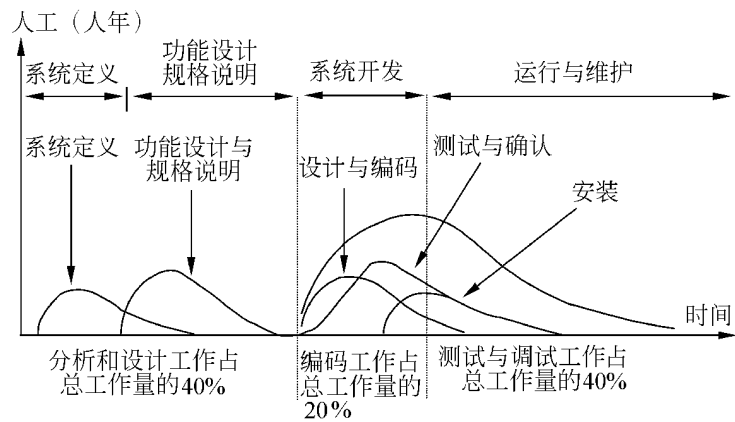 人工（人年）
系统定义
功能设计
规格说明
系统开发
运行与维护
系统定义
功能设计与
规格说明
设计与编码
测试与确认
安装
时间
分析和设计工作占
总工作量的40%
编码工作占
总工作量的
20%
测试与调试工作占
总工作量的40%